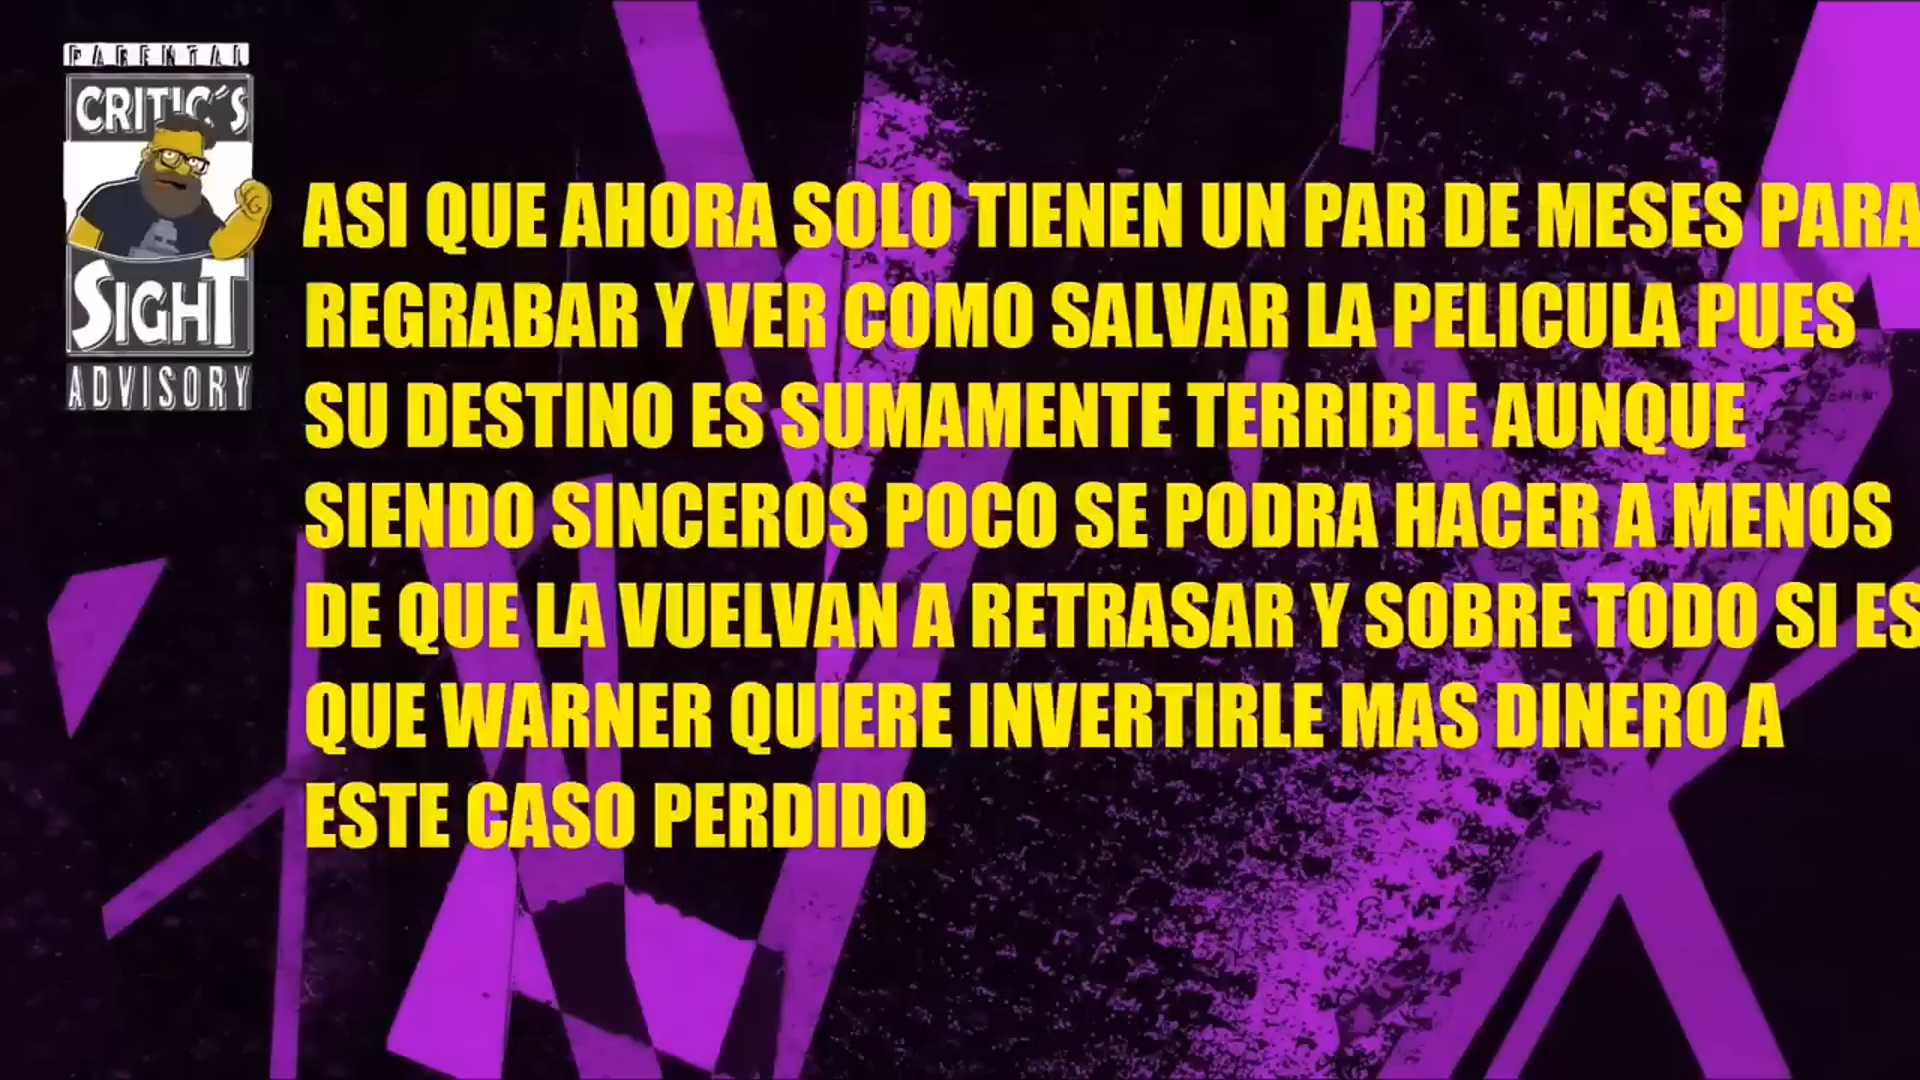 PARENTAL
CRITIC´S
SIGHT
ADVISORY
ASI QUE AHORA SOLO TIENEN UN PAR DE MESES PARA
REGRABAR Y VER COMO SALVAR LA PELICULA PUES
SU DESTINO ES SUMAMENTE TERRIBLE AUNQUE
SIENDO SINCEROS POCO SE PODRA HACER A MENOS
DE QUE LA VUELVAN A RETRASAR Y SOBRE TODO SI ES
QUE WARNER QUIERE INVERTIRLE MAS DINERO A
ESTE CASO PERDIDO